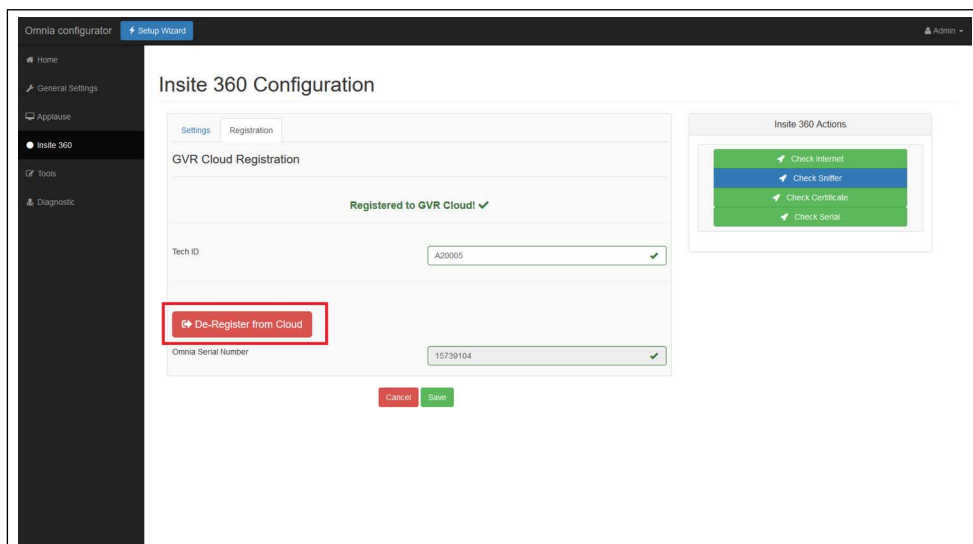 Omnia configurator
Setup Wizard
Admin
Home
General Settings
Applause
Insite 360
Tools
Diagnostic
Insite 360 Configuration
Settings
Registration
GVR Cloud Registration
Registered to GVR Cloud!
Tech ID
A20005
De-Register from Cloud
Omnia Serial Number
15739104
Cancel
Save
Insite 360 Actions
Check Internet
Check Sniffer
Check Certificate
Check Serial